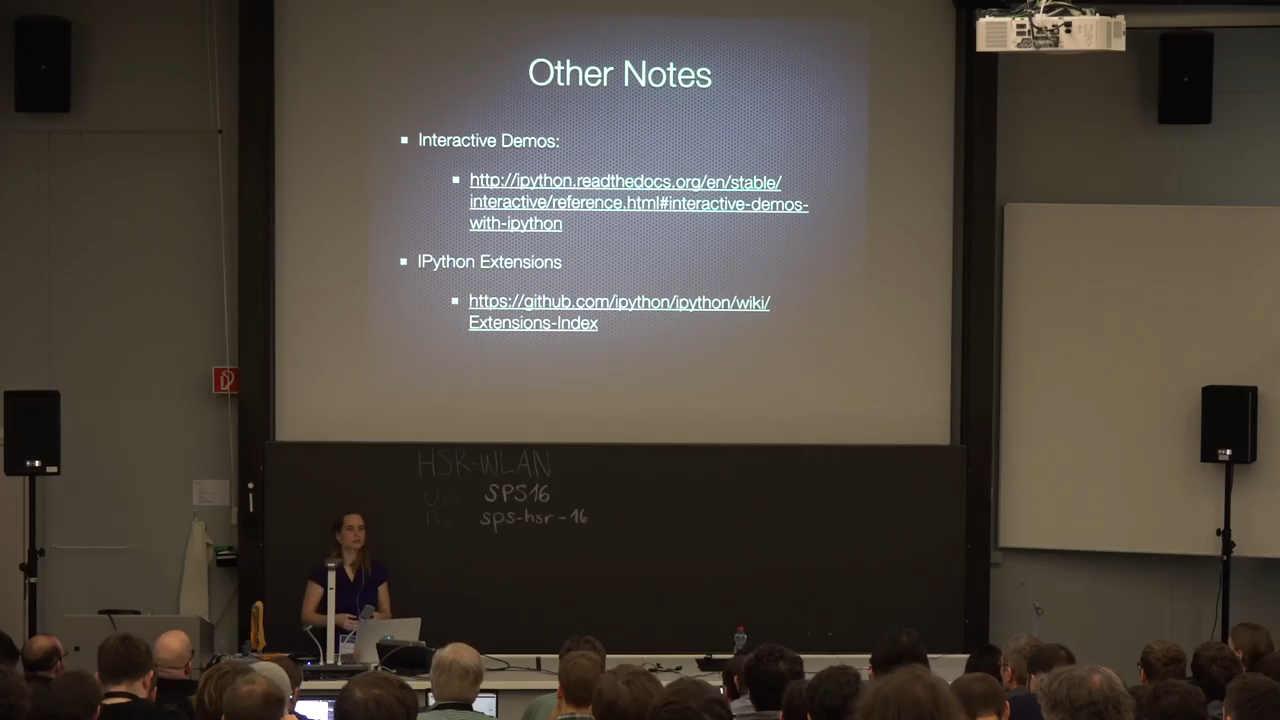 Other Notes
Interactive Demos:
http://ipython.readthedocs.org/en/stable/
interactive/reference.html#interactive-demos-
with-ipython
IPython Extensions
https://github.com/ipython/ipython/wiki/
Extensions-Index
HSR-WLAN
SPS16
sps-hsr-16